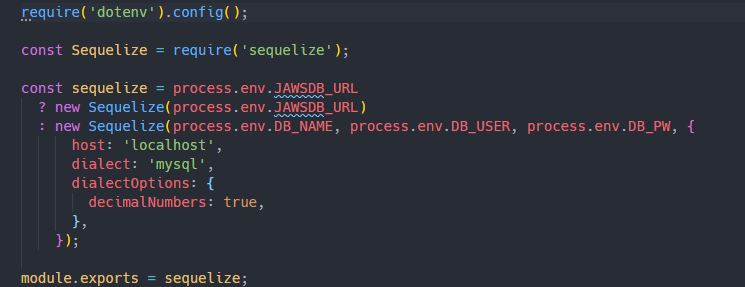 require('dotenv').config();
const Sequelize = require('sequelize');
const sequelize = process.env.JAWSDB_URL
? new Sequelize(process.env.JAWSDB_URL)
: new Sequelize(process.env.DB_NAME, process.env.DB_USER, process.env.DB_PW, {
host: 'localhost',
dialect: 'mysql',
dialectOptions: {
decimalNumbers: true,
},
});
module.exports = sequelize;